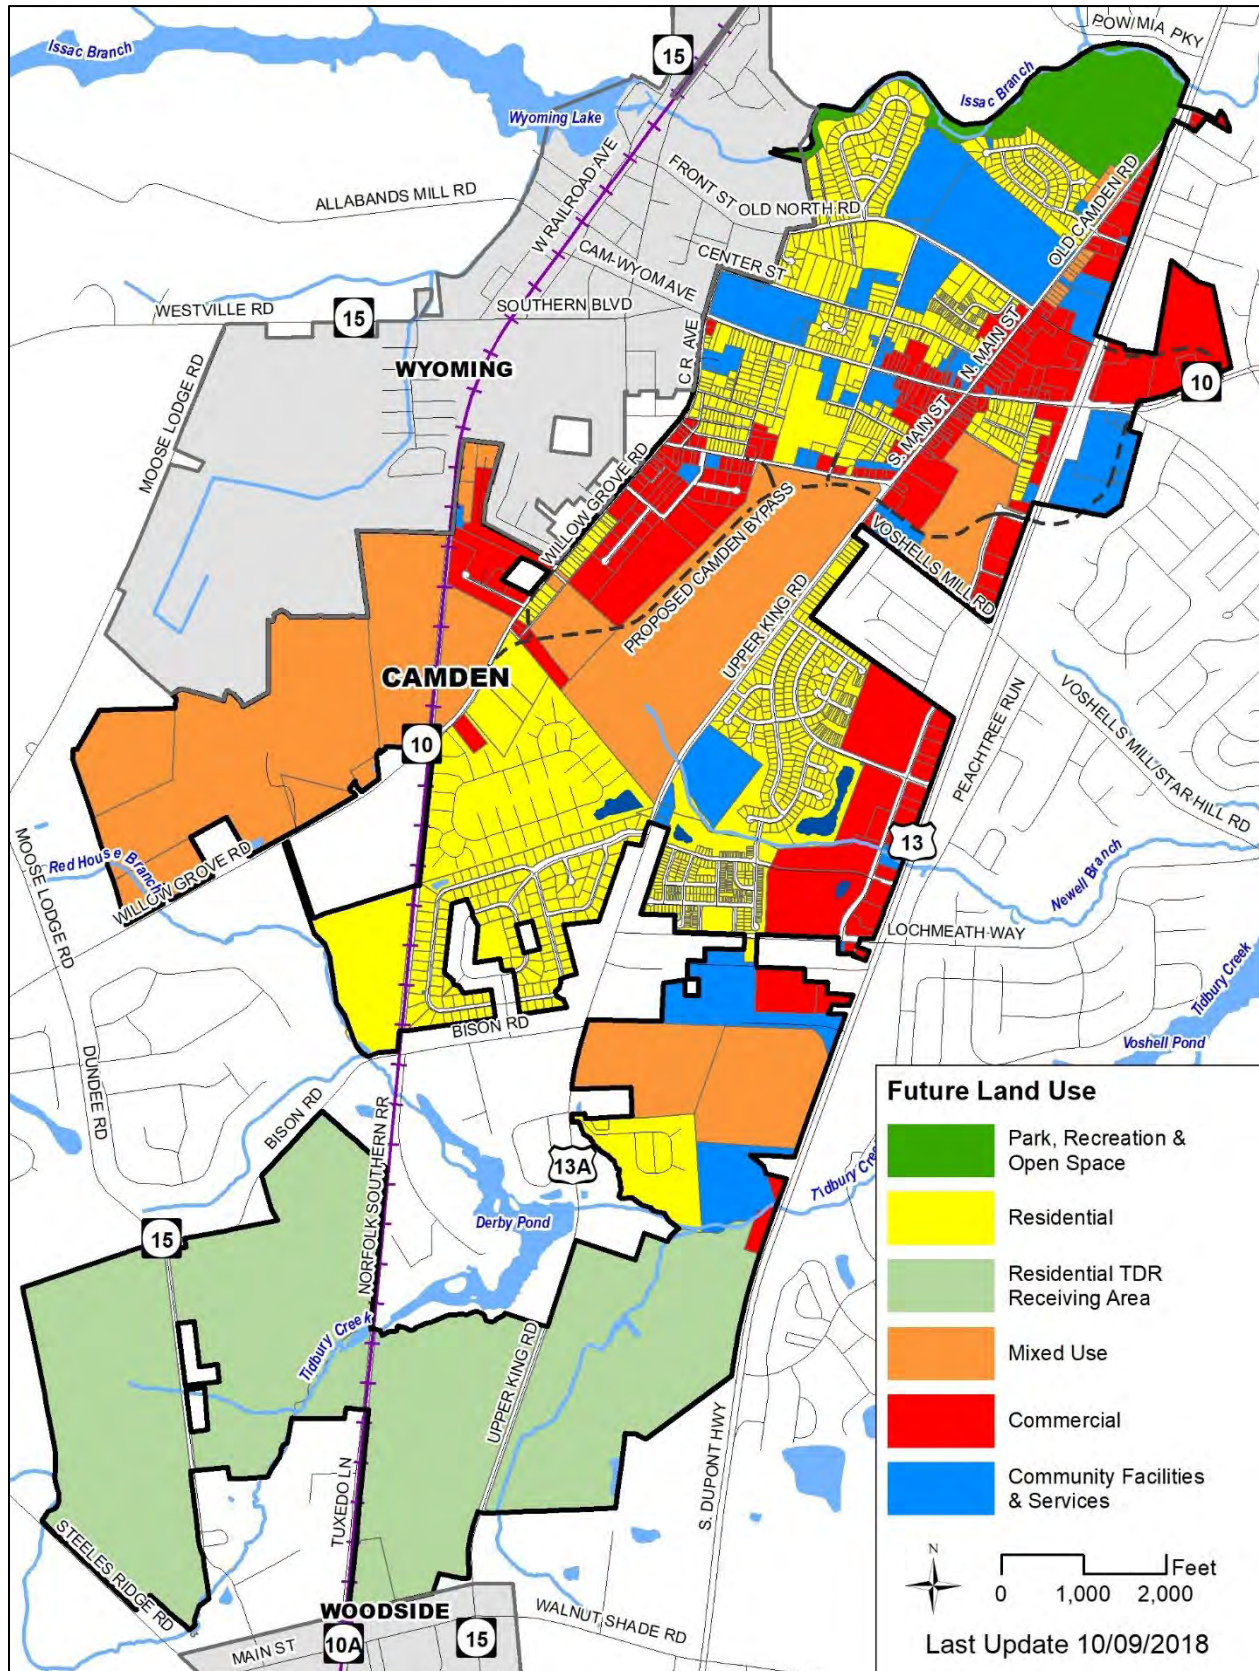 POW/MIA PKY
Issac Branch
15
Wyoming Lake
Issac Branch
W RAILROAD AVE
FRONT ST
OLD NORTH RD
OLD CAMDEN RD
ALLABANDS MILL RD
CENTER ST
CAM-WYOM AVE
SOUTHERN BLVD
WESTVILLE RD
15
WYOMING
C.R. AVE
N. MAIN ST
10
MOOSE LODGE RD
S. MAIN ST
WILLOW GROVE RD
PROPOSED CAMDEN BYPASS
VOSHELLS MILL RD
UPPER KING RD
CAMDEN
PEACHTREE RUN
VOSHELLS MILL/STAR HILL RD
10
13
MOOSE LODGE RD
Red House Branch
WILLOW GROVE RD
Newell Branch
LOCHMEATH WAY
Tidbury Creek
BISON RD
Voshell Pond
DUNDEE RD
BISON RD
NORFOLK SOUTHERN RR
13A
Tidbury Creek
Derby Pond
15
Tidbury Creek
UPPER KING RD
S. DUPONT HWY
TUXEDO LN
STEELES RIDGE RD
WOODSIDE
WALNUT SHADE RD
MAIN ST
10A
15
Future Land Use
Park, Recreation &
Open Space
Residential
Residential TDR
Receiving Area
Mixed Use
Commercial
Community Facilities
& Services
N
Feet
0 1,000 2,000
Last Update 10/09/2018